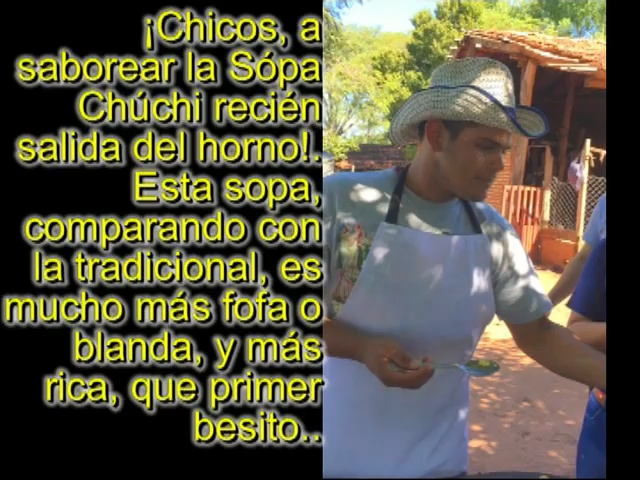 ¡Chicos, a
saborear la Sópa
Chúchi recién
salida del horno!.
Esta sopa,
comparando con
la tradicional, es
mucho más fofa o
blanda, y más
rica, que primer
besito..